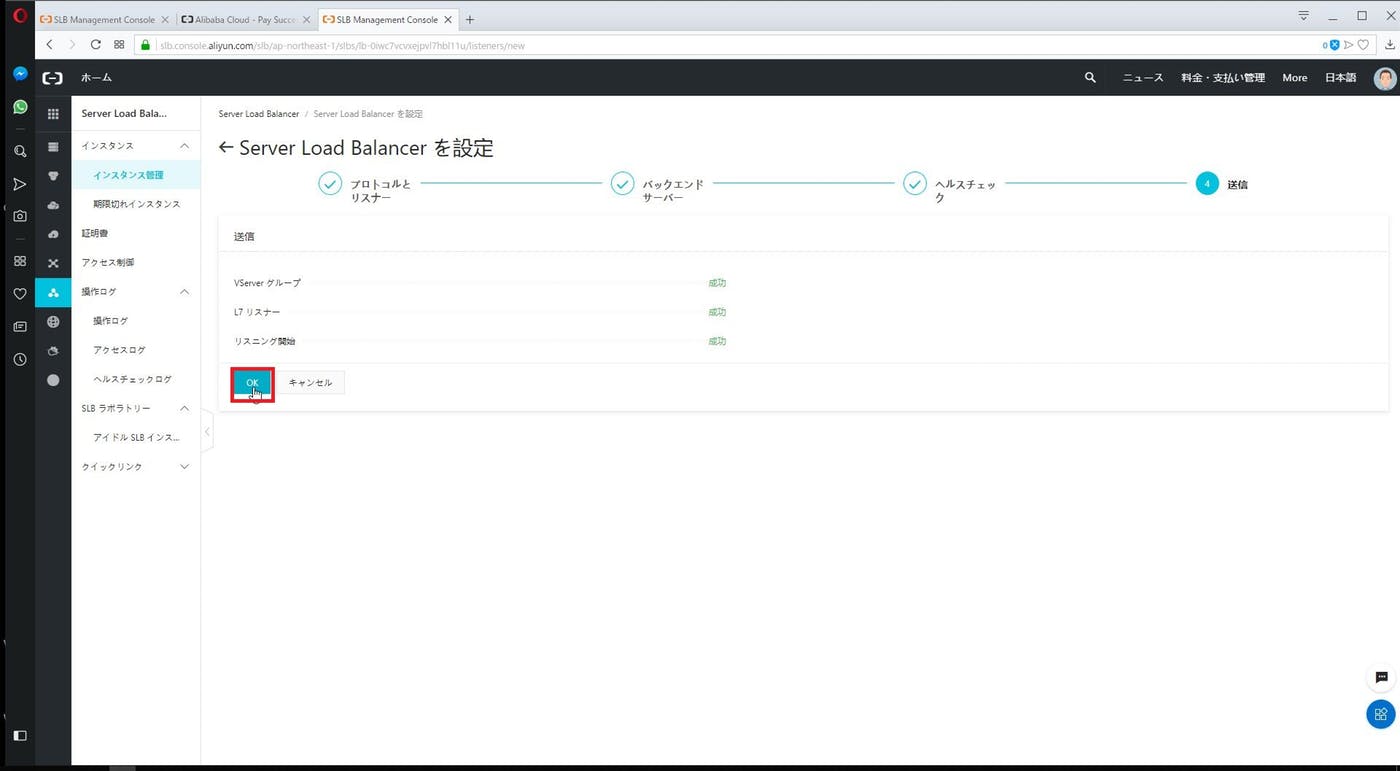 SLB Management Console
Alibaba Cloud - Pay Succe
SLB Management Console
slb.console.aliyun.com/slb/ap-northeast-1/slbs/lb-0iwc7vcvxejpvl7hbl11u/listeners/new
0
ホーム
ニュース
料金・支払い管理
More
日本語
Server Load Bala...
インスタンス
インスタンス管理
期限切れインスタンス
証明書
アクセス制御
操作ログ
操作ログ
アクセスログ
ヘルスチェックログ
SLB ラボラトリー
アイドル SLB インス...
クイックリンク
Server Load Balancer / Server Load Balancer を設定
Server Load Balancer を設定
プロトコルと
リスナー
バックエンド
サーバー
ヘルスチェッ
ク
4 送信
送信
VServer グループ 成功
L7 リスナー 成功
リスニング開始 成功
OK
キャンセル